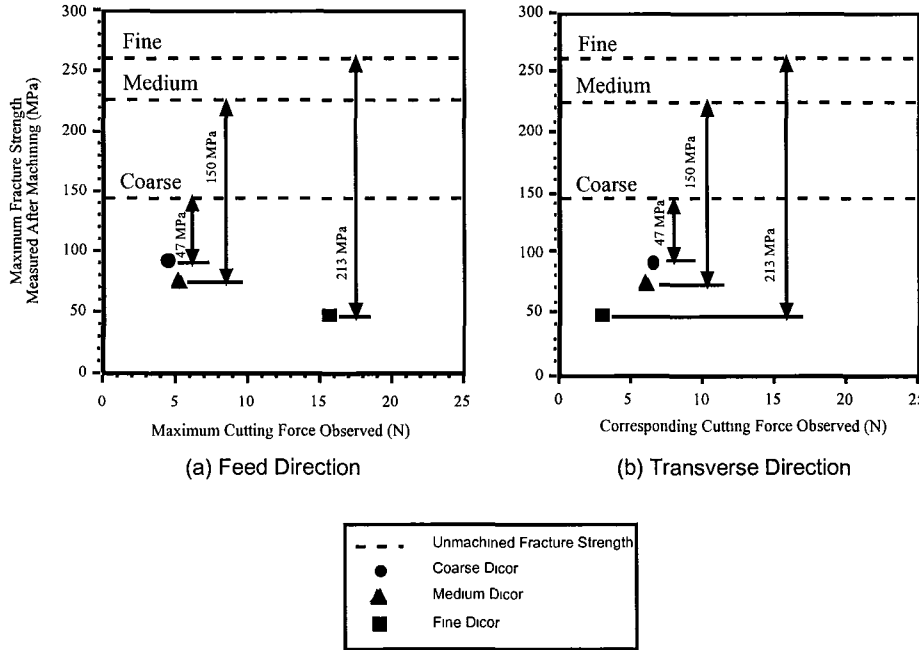 Maximum Fracture Strength
Measured After Machining (MPa)
300
250
200
150
100
50
0
Fine
Medium
Coarse
47 MPa
150 MPa
213 MPa
0 5 10 15 20 25
Maximum Cutting Force Observed (N)
(a) Feed Direction
300
250
200
150
100
50
0
Fine
Medium
Coarse
47 MPa
150 MPa
213 MPa
0 5 10 15 20 25
Corresponding Cutting Force Observed (N)
(b) Transverse Direction
Unmachined Fracture Strength
Coarse Dicor
Medium Dicor
Fine Dicor